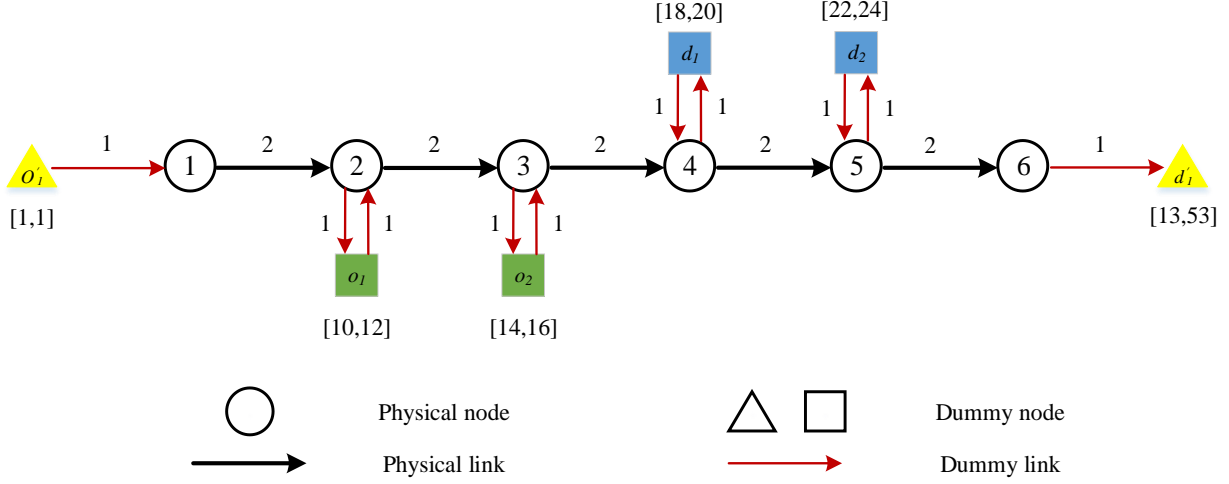 [18,20] [22,24]
d1 d2
1 1 1 1
1 2 2 2 2 2 1
O'1 1 2 3 4 5 6 d'1
[1,1] [13,53]
1 1 1 1
o1 o2
[10,12] [14,16]
Physical node Dummy node
Physical link Dummy link